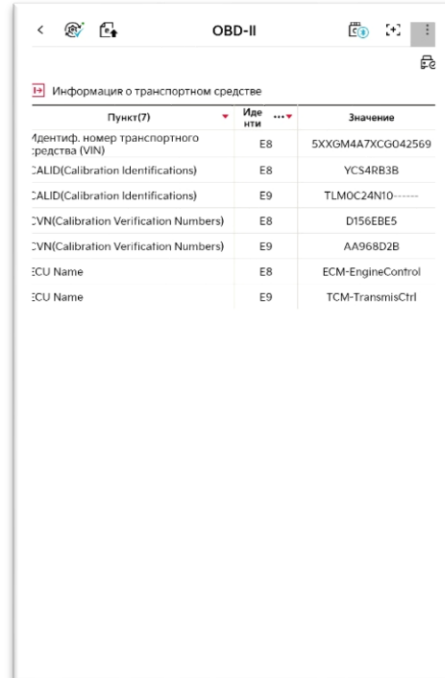 OBD-II
Информация о транспортном средстве
Пункт(7) Иде нти ... Значение
Идентиф. номер транспортного
средства (VIN) E8 5XXGM4A7XCG042569
CALID(Calibration Identifications) E8 YCS4RB3B
CALID(Calibration Identifications) E9 TLM0C24N10------
CVN(Calibration Verification Numbers) E8 D156EBE5
CVN(Calibration Verification Numbers) E9 AA968D2B
ECU Name E8 ECM-EngineControl
ECU Name E9 TCM-TransmisCtrl